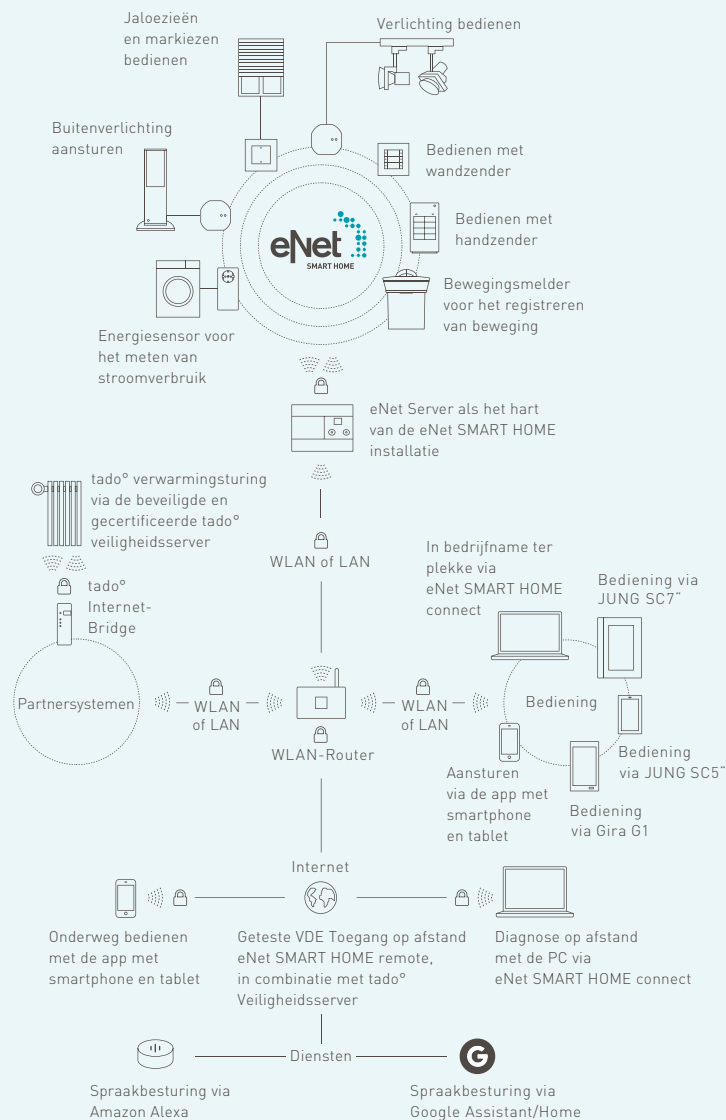 Jaloezieën
en markiezen
bedienen
Verlichting bedienen
Buitenverlichting
aansturen
Bedienen met
wandzender
Bedienen met
handzender
eNet
SMART HOME
Bewegingsmelder
voor het registreren
van beweging
Energiesensor voor
het meten van
stroomverbruik
eNet Server als het hart
van de eNet SMART HOME
installatie
tado° verwarmingsturing
via de beveiligde en
gecertificeerde tado°
veiligheidsserver
WLAN of LAN
In bedrijfname ter
plekke via
eNet SMART HOME
connect
Bediening via
JUNG SC7“
tado°
Internet-
Bridge
Partnersystemen
WLAN
of LAN
WLAN
of LAN
Bediening
WLAN-Router
Bediening
via JUNG SC5“
Aansturen
via de app met
smartphone
en tablet
Bediening
via Gira G1
Internet
Onderweg bedienen
met de app met
smartphone en tablet
Geteste VDE Toegang op afstand
eNet SMART HOME remote,
in combinatie met tado°
Veiligheidsserver
Diagnose op afstand
met de PC via
eNet SMART HOME connect
Diensten
G
Spraakbesturing via
Amazon Alexa
Spraakbesturing via
Google Assistant/Home